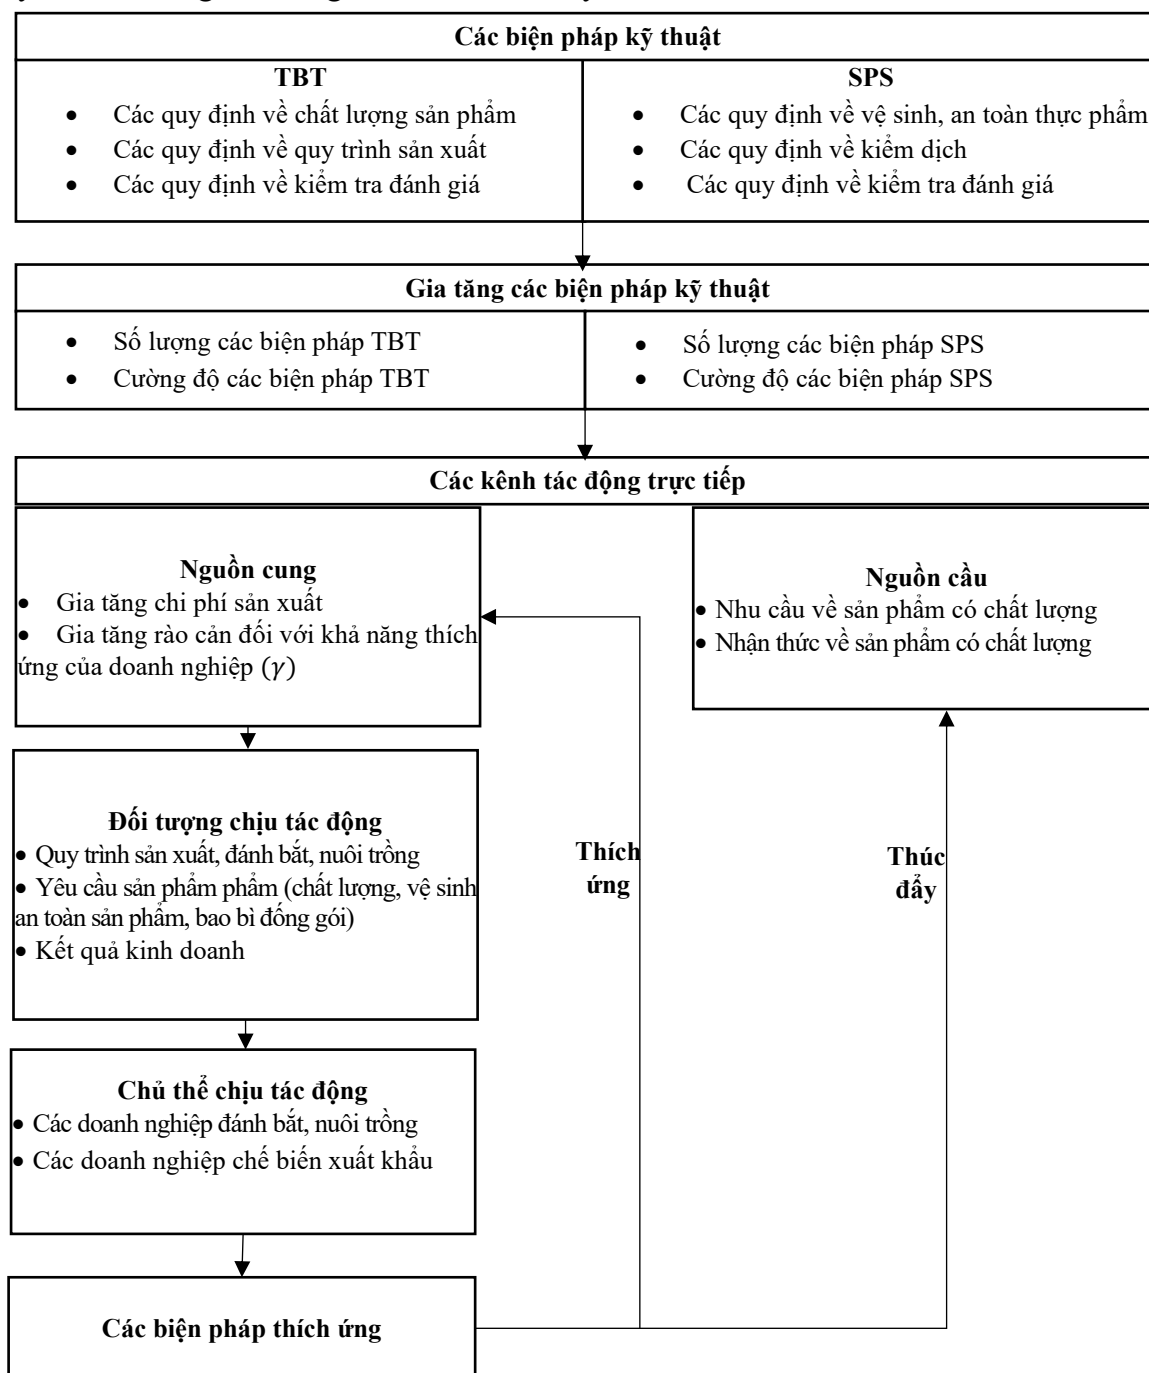 Các biện pháp kỹ thuật
TBT
Các quy định về chất lượng sản phẩm
Các quy định về quy trình sản xuất
Các quy định về kiểm tra đánh giá
SPS
Các quy định về vệ sinh, an toàn thực phẩm
Các quy định về kiểm dịch
Các quy định về kiểm tra đánh giá
Gia tăng các biện pháp kỹ thuật
Số lượng các biện pháp TBT
Cường độ các biện pháp TBT
Số lượng các biện pháp SPS
Cường độ các biện pháp SPS
Các kênh tác động trực tiếp
Nguồn cung
Gia tăng chi phí sản xuất
Gia tăng rào cản đối với khả năng thích
ứng của doanh nghiệp (γ)
Nguồn cầu
Nhu cầu về sản phẩm có chất lượng
Nhận thức về sản phẩm có chất lượng
Đối tượng chịu tác động
Quy trình sản xuất, đánh bắt, nuôi trồng
Yêu cầu sản phẩm phẩm (chất lượng, vệ sinh
an toàn sản phẩm, bao bì đống gói)
Kết quả kinh doanh
Thích
ứng
Thúc
đẩy
Chủ thể chịu tác động
Các doanh nghiệp đánh bắt, nuôi trồng
Các doanh nghiệp chế biến xuất khẩu
Các biện pháp thích ứng